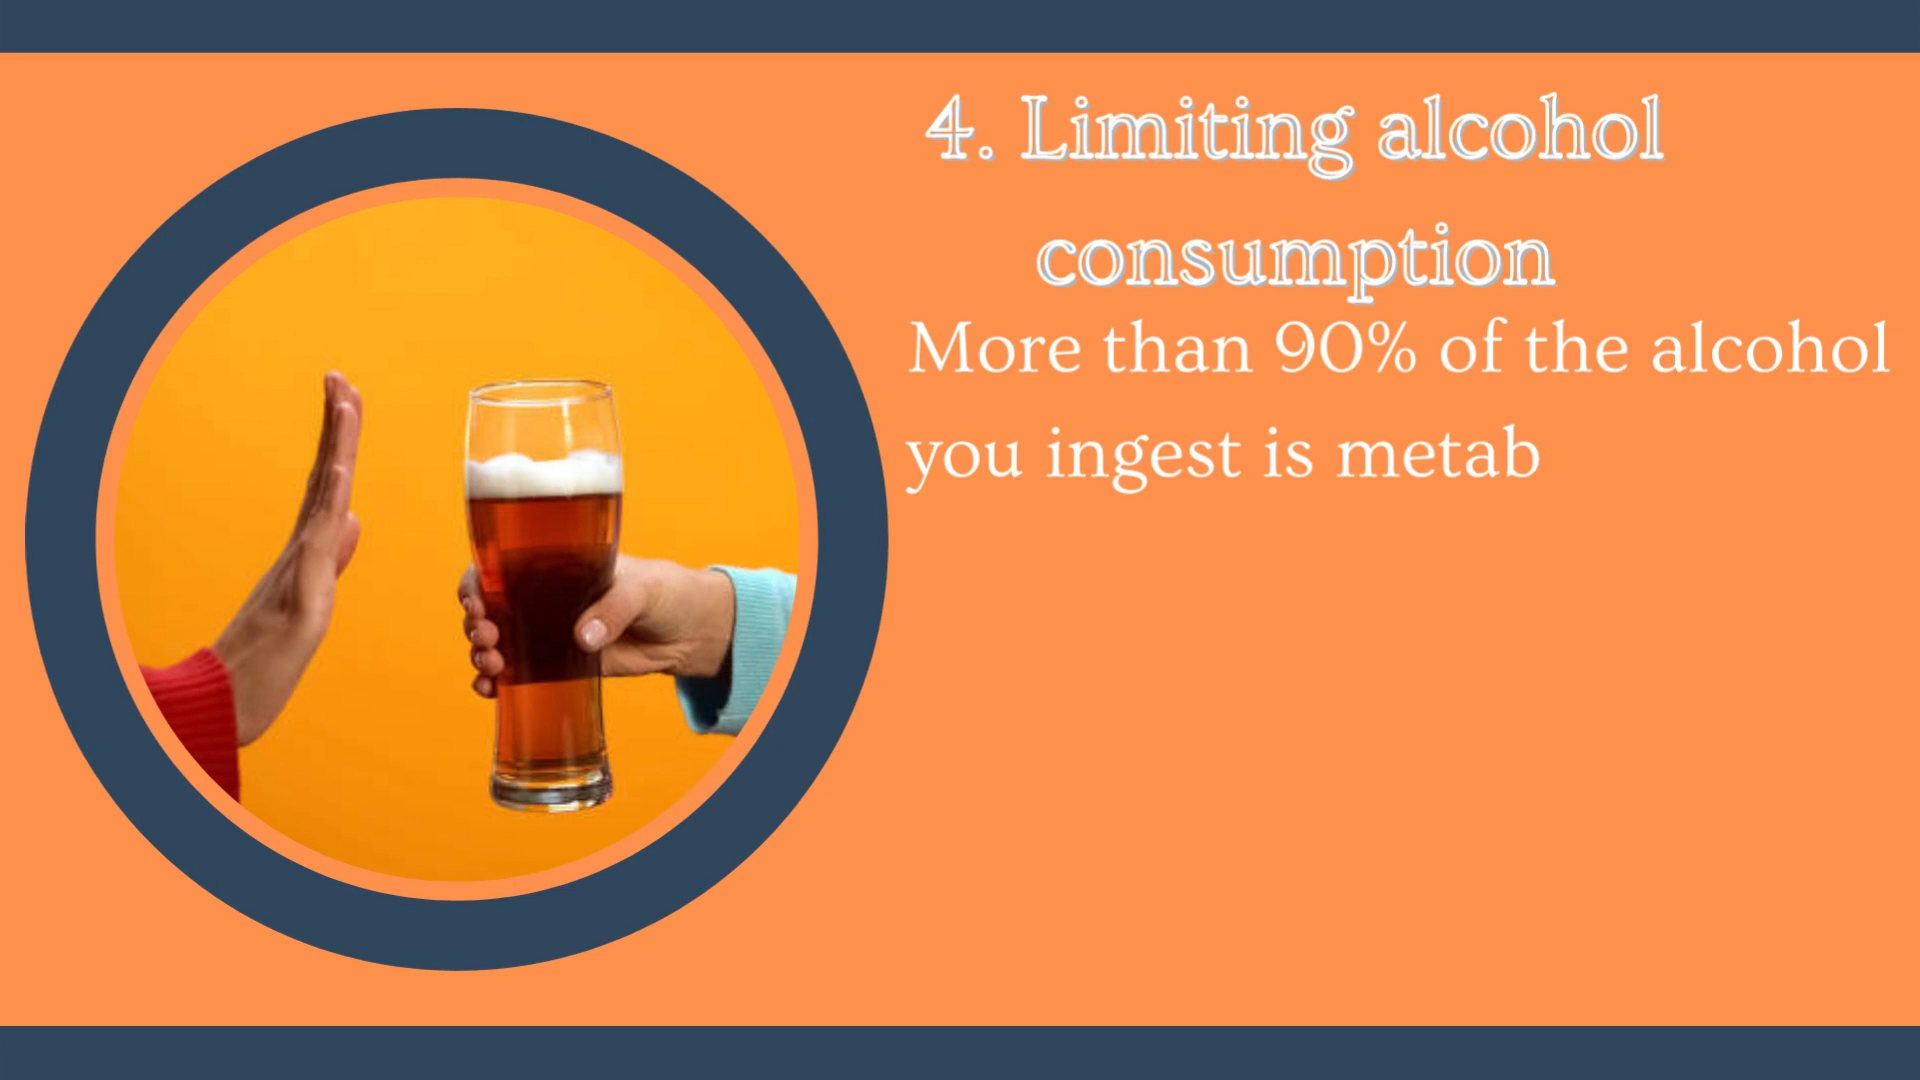 4. Limiting alcohol
consumption
More than 90% of the alcohol
you ingest is metab